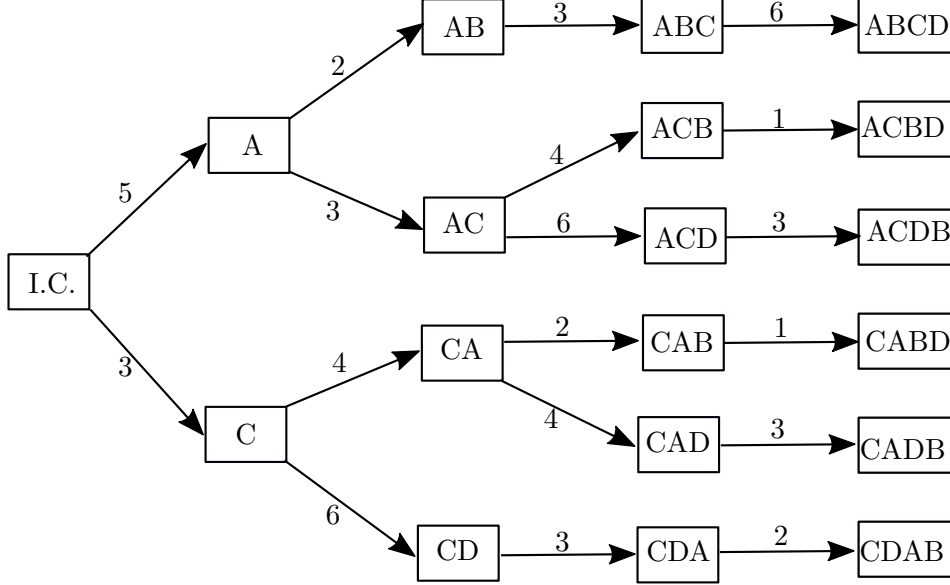 AB 3 ABC 6 ABCD
2
A
ACB 1 ACBD
4
5
3
AC 6 ACD 3 ACDB
I.C.
3
4
CA 2 CAB 1 CABD
4
C
CAD 3 CADB
6
CD 3 CDA 2 CDAB